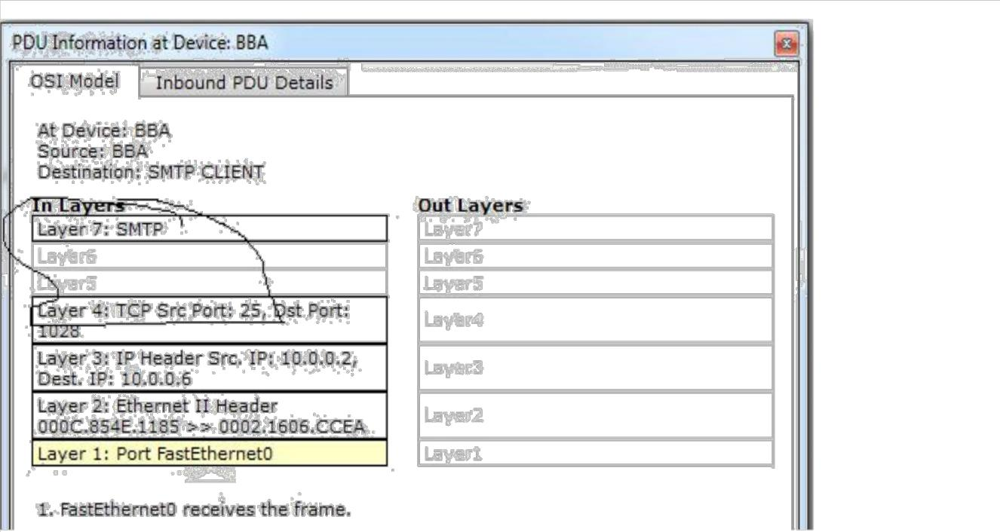 PDU Information at Device: BBA
OSI Model
Inbound PDU Details
At Device: BBA
Source: BBA
Destination: SMTP CLIENT
In Layers
Layer 7: SMTP
Layer6
Layer5
Layer 4: TCP Src Port: 25, Dst Port:
1028
Layer 3: IP Header Src. IP: 10.0.0.2,
Dest. IP: 10.0.0.6
Layer 2: Ethernet II Header
000C.854E.1185 >> 0002.1606.CCEA
Layer 1: Port FastEthernet0
Out Layers
Layer7
Layer6
Layer5
Layer4
Layer3
Layer2
Layer1
1. FastEthernet0 receives the frame.